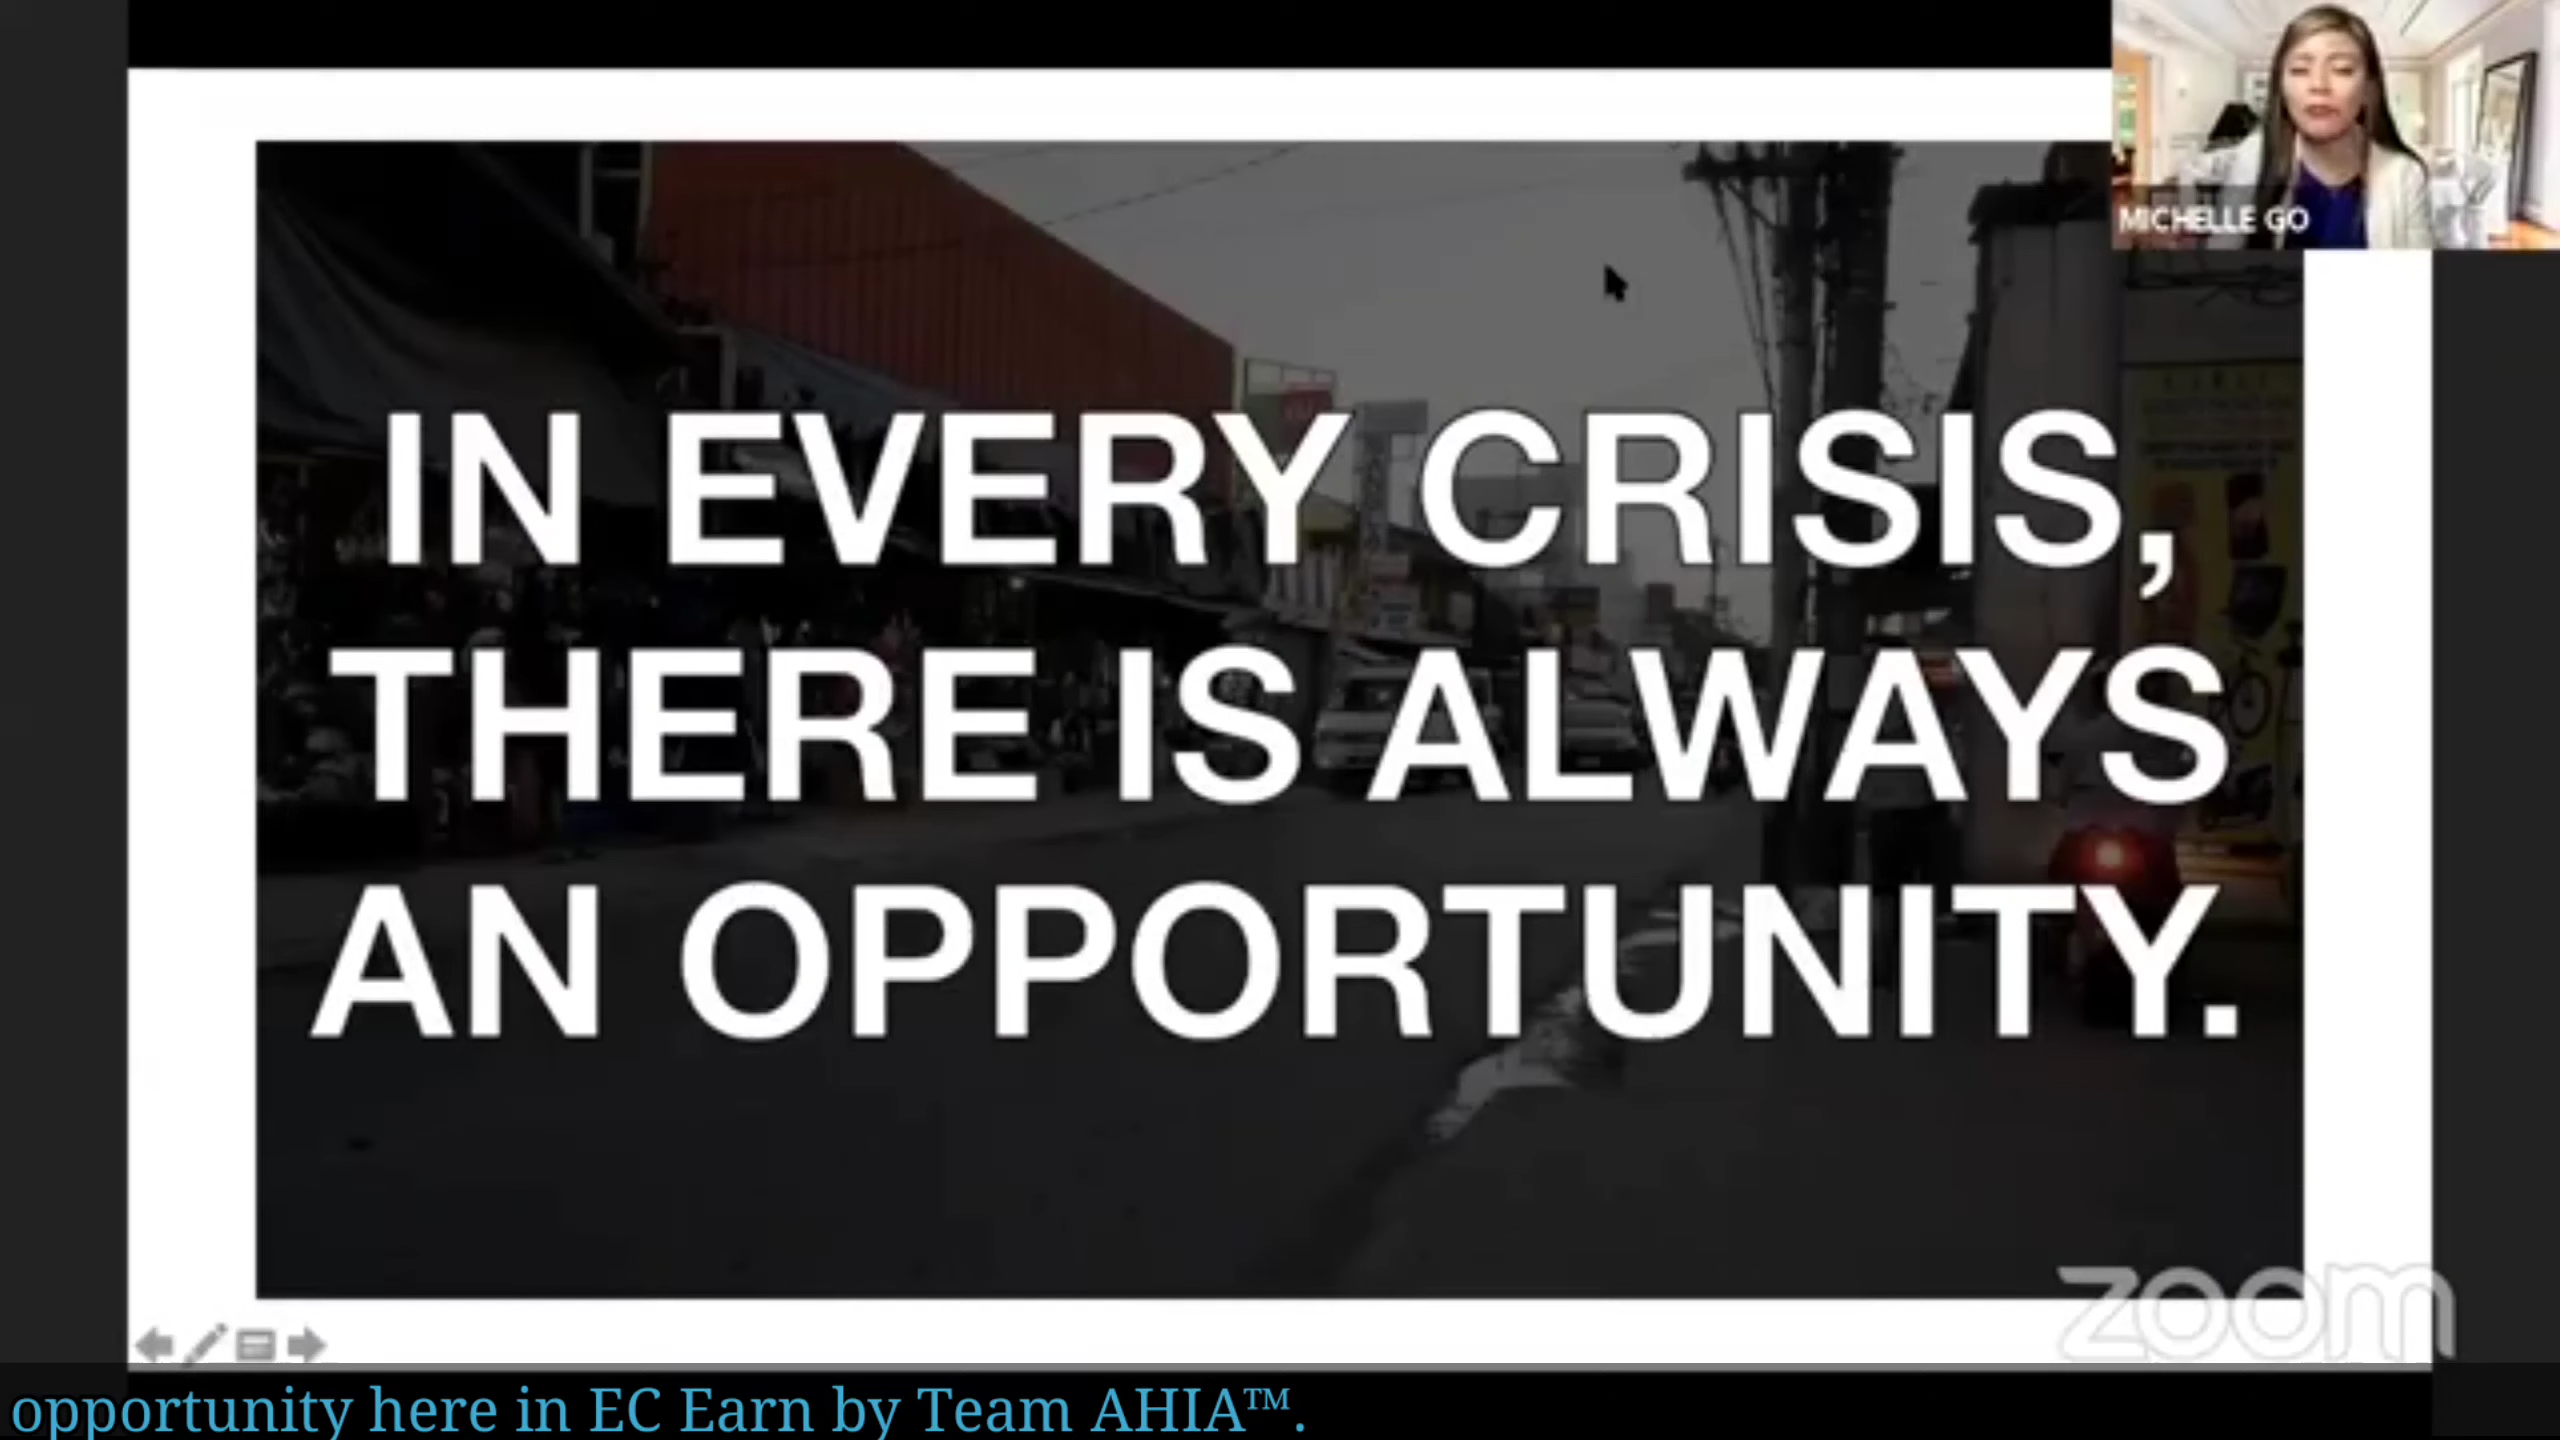 MICHELLE GO
IN EVERY CRISIS,
THERE IS ALWAYS
AN OPPORTUNITY.
zoom
opportunity here in EC Earn by Team AHIA™.